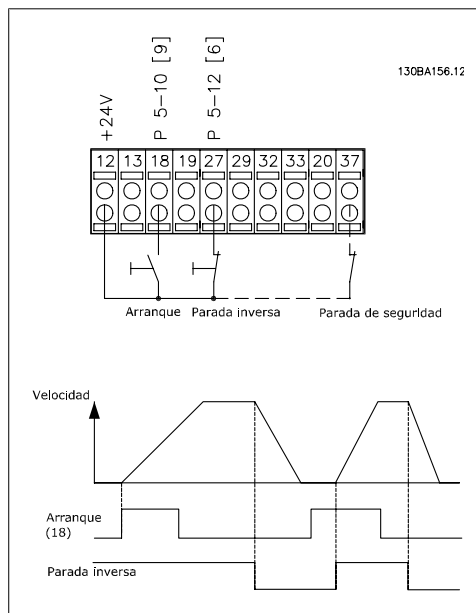 130BA156.12
+24V
P 5-10 [9]
P 5-12 [6]
12 13 18 19 27 29 32 33 20 37
Arranque Parada inversa Parada de seguridad
Velocidad
Arranque
(18)
Parada inversa